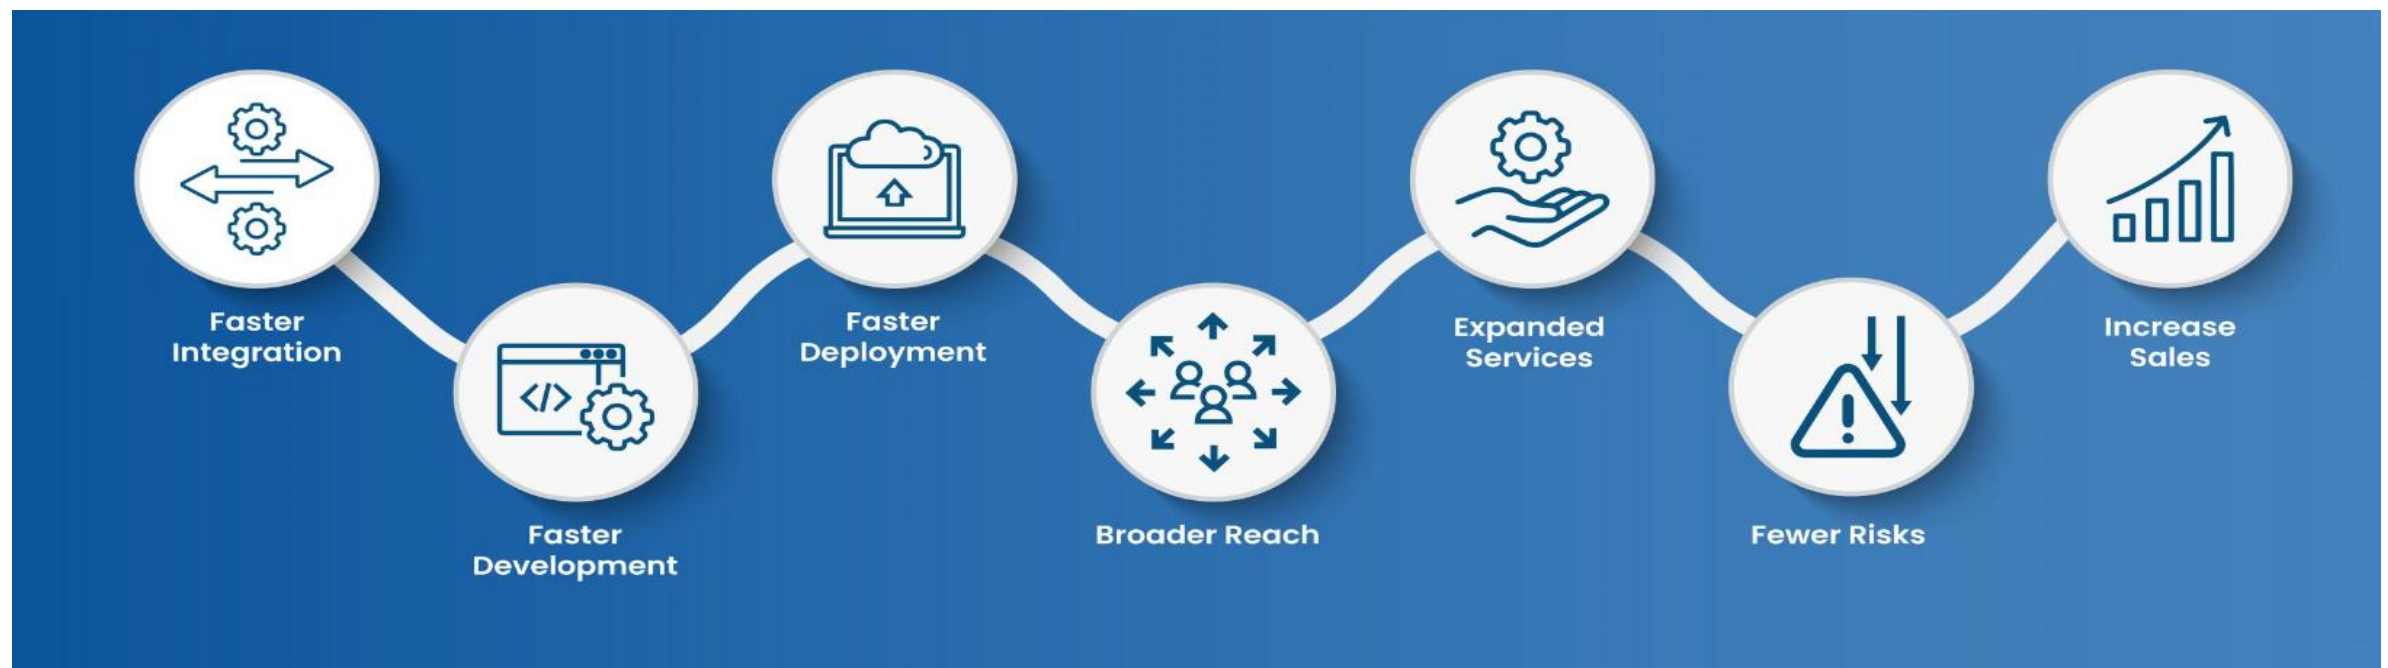 Faster
Integration
Faster
Development
Faster
Deployment
</>
Broader Reach
Expanded
Services
Fewer Risks
Increase
Sales